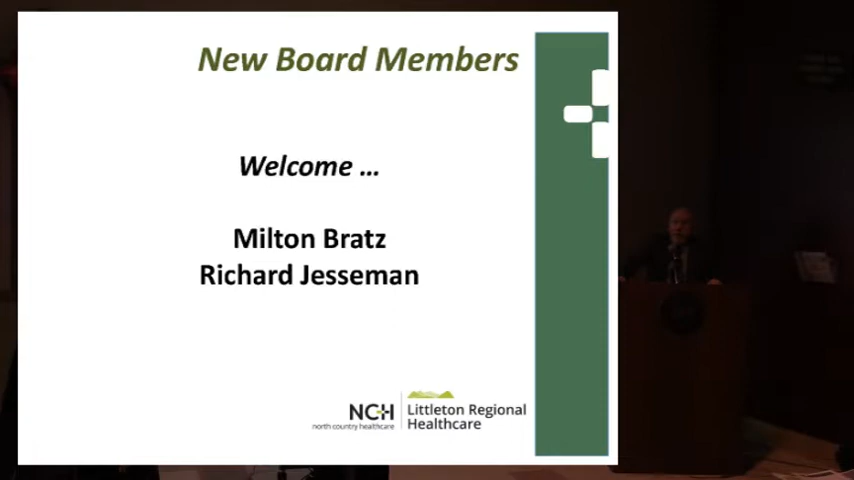 New Board Members
Welcome ...
Milton Bratz
Richard Jesseman
NCH
north country healthcare
Littleton Regional
Healthcare